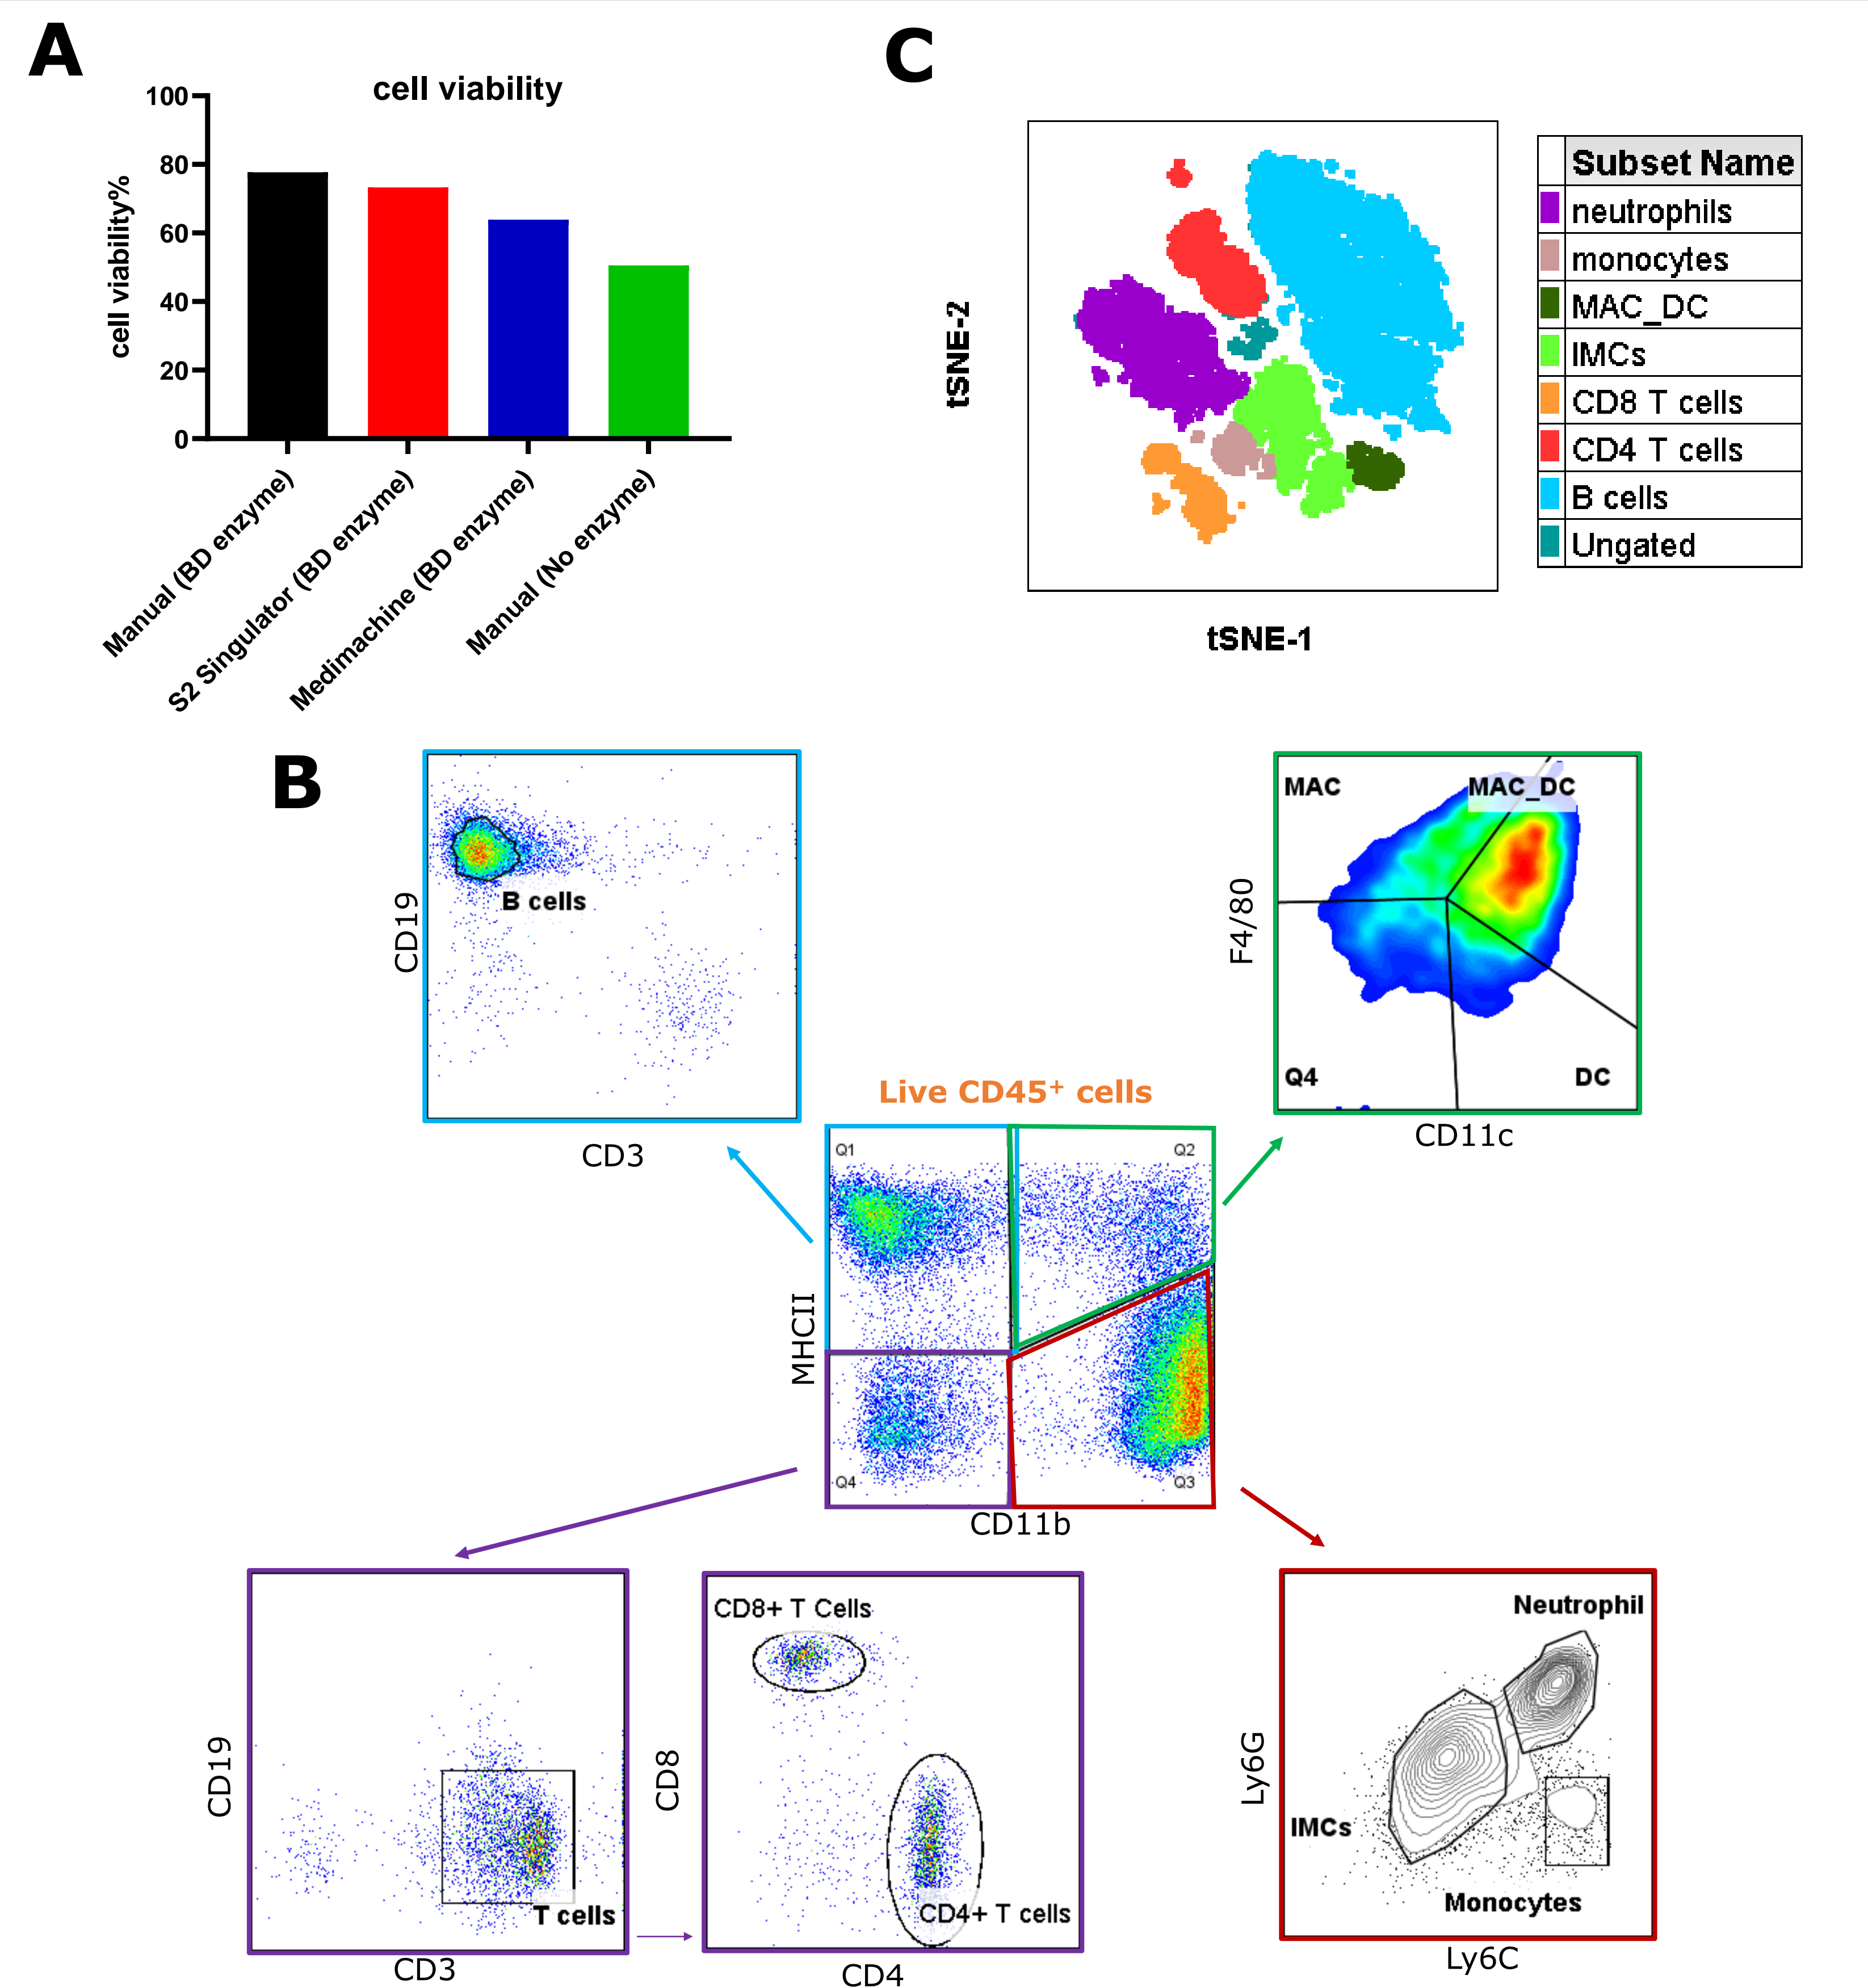 A
cell viability
cell viability%
100
80
60
40
20
0
Manual (BD enzyme)
S2 Singulator (BD enzyme)
Medimachine (BD enzyme)
Manual (No enzyme)
C
tSNE-2
tSNE-1
Subset Name
neutrophils
monocytes
MAC_DC
IMCs
CD8 T cells
CD4 T cells
B cells
Ungated
B
CD19
B cells
CD3
MAC
MAC_DC
F4/80
Q4
DC
CD11c
Live CD45⁺ cells
Q1
Q2
MHCII
Q4
Q3
CD11b
CD19
T cells
CD3
CD8+ T Cells
CD8
CD4+ T cells
CD4
Neutrophil
Ly6G
IMCs
Monocytes
Ly6C